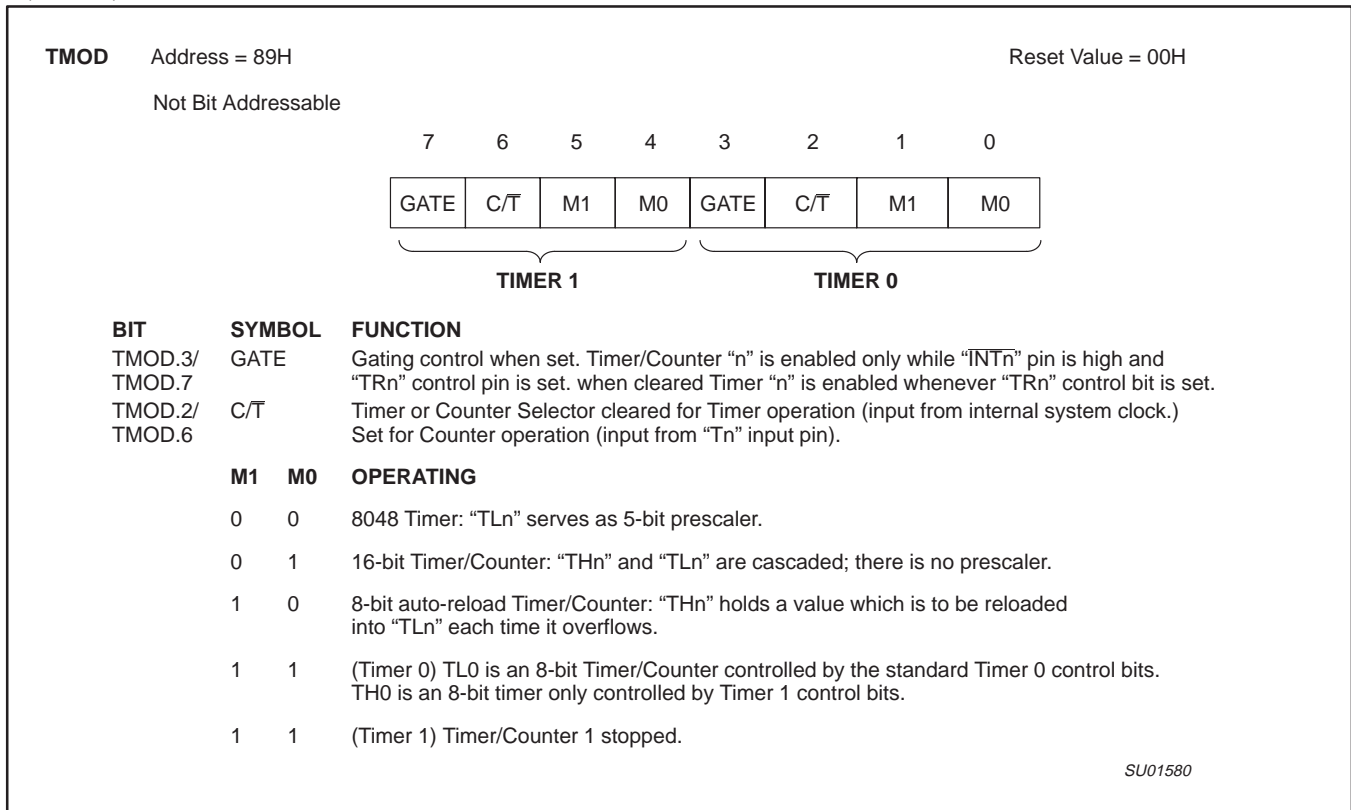 TMOD Address = 89H Reset Value = 00H
Not Bit Addressable
7 6 5 4 3 2 1 0
GATE C/T̅ M1 M0 GATE C/T̅ M1 M0
TIMER 1 TIMER 0
BIT SYMBOL FUNCTION
TMOD.3/ GATE Gating control when set. Timer/Counter “n” is enabled only while “I̅N̅T̅n̅” pin is high and
TMOD.7 “TRn” control pin is set. when cleared Timer “n” is enabled whenever “TRn” control bit is set.
TMOD.2/ C/T̅ Timer or Counter Selector cleared for Timer operation (input from internal system clock.)
TMOD.6 Set for Counter operation (input from “Tn” input pin).
M1 M0 OPERATING
0 0 8048 Timer: “TLn” serves as 5-bit prescaler.
0 1 16-bit Timer/Counter: “THn” and “TLn” are cascaded; there is no prescaler.
1 0 8-bit auto-reload Timer/Counter: “THn” holds a value which is to be reloaded
into “TLn” each time it overflows.
1 1 (Timer 0) TL0 is an 8-bit Timer/Counter controlled by the standard Timer 0 control bits.
TH0 is an 8-bit timer only controlled by Timer 1 control bits.
1 1 (Timer 1) Timer/Counter 1 stopped.
SU01580